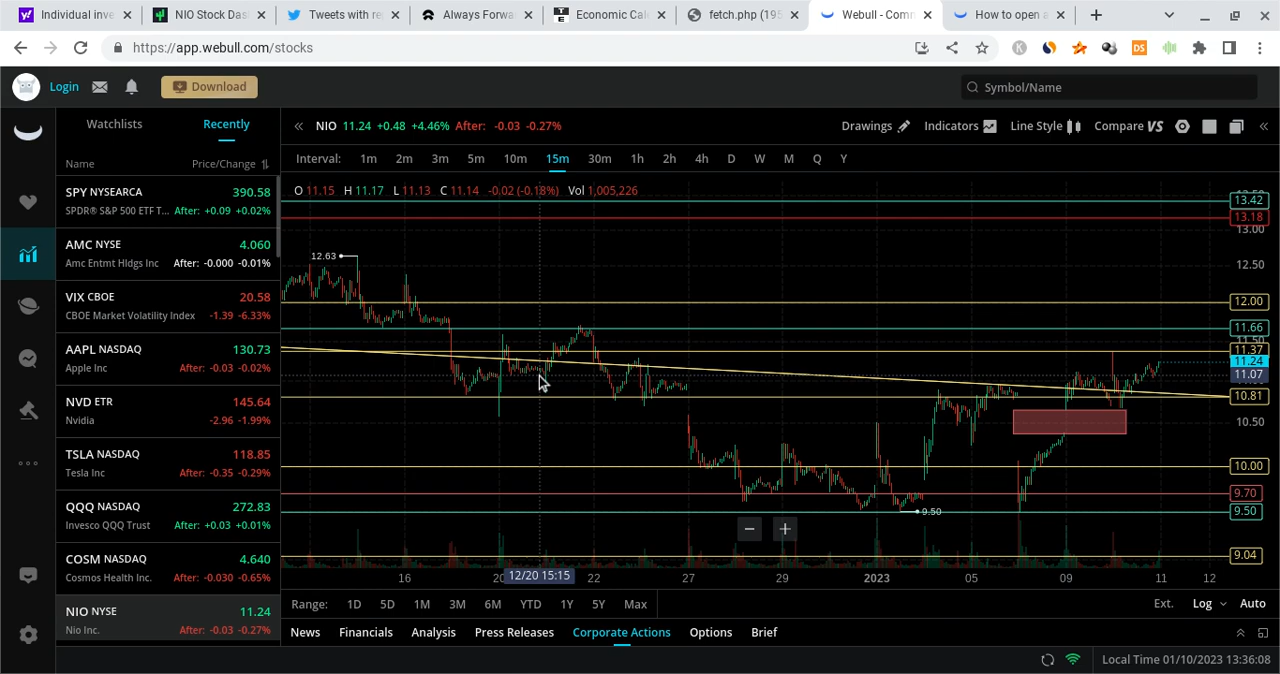 Individual inv
NIO Stock Das
Tweets with re
Always Forwa
Economic Cal
fetch.php (195
Webull - Comm
How to open a
https://app.webull.com/stocks
Login
Download
Symbol/Name
Watchlists
Recently
Name
Price/Change
SPY NYSEARCA 390.58
SPDR® S&P 500 ETF T... After: +0.09 +0.02%
AMC NYSE 4.060
Amc Entmt Hldgs Inc After: -0.000 -0.01%
VIX CBOE 20.58
CBOE Market Volatility Index -1.39 -6.33%
AAPL NASDAQ 130.73
Apple Inc After: -0.03 -0.02%
NVD ETR 145.64
Nvidia -2.96 -1.99%
TSLA NASDAQ 118.85
Tesla Inc After: -0.35 -0.29%
QQQ NASDAQ 272.83
Invesco QQQ Trust After: +0.03 +0.01%
COSM NASDAQ 4.640
Cosmos Health Inc. After: -0.030 -0.65%
NIO NYSE 11.24
Nio Inc. After: -0.03 -0.27%
NIO 11.24 +0.48 +4.46% After: -0.03 -0.27%
Drawings
Indicators
Line Style
Compare VS
Interval: 1m 2m 3m 5m 10m 15m 30m 1h 2h 4h D W M Q Y
O 11.15 H 11.17 L 11.13 C 11.14 -0.02 (-0.18%) Vol 1,005,226
13.42
13.18
13.00
12.63
12.50
12.00
11.66
11.50
11.37
11.24
11.07
10.81
10.50
10.00
9.70
9.50
9.50
9.04
16 20 12/20 15:15 22 27 29 2023 05 09 11 12
Range: 1D 5D 1M 3M 6M YTD 1Y 5Y Max
Ext. Log Auto
News Financials Analysis Press Releases Corporate Actions Options Brief
Local Time 01/10/2023 13:36:08